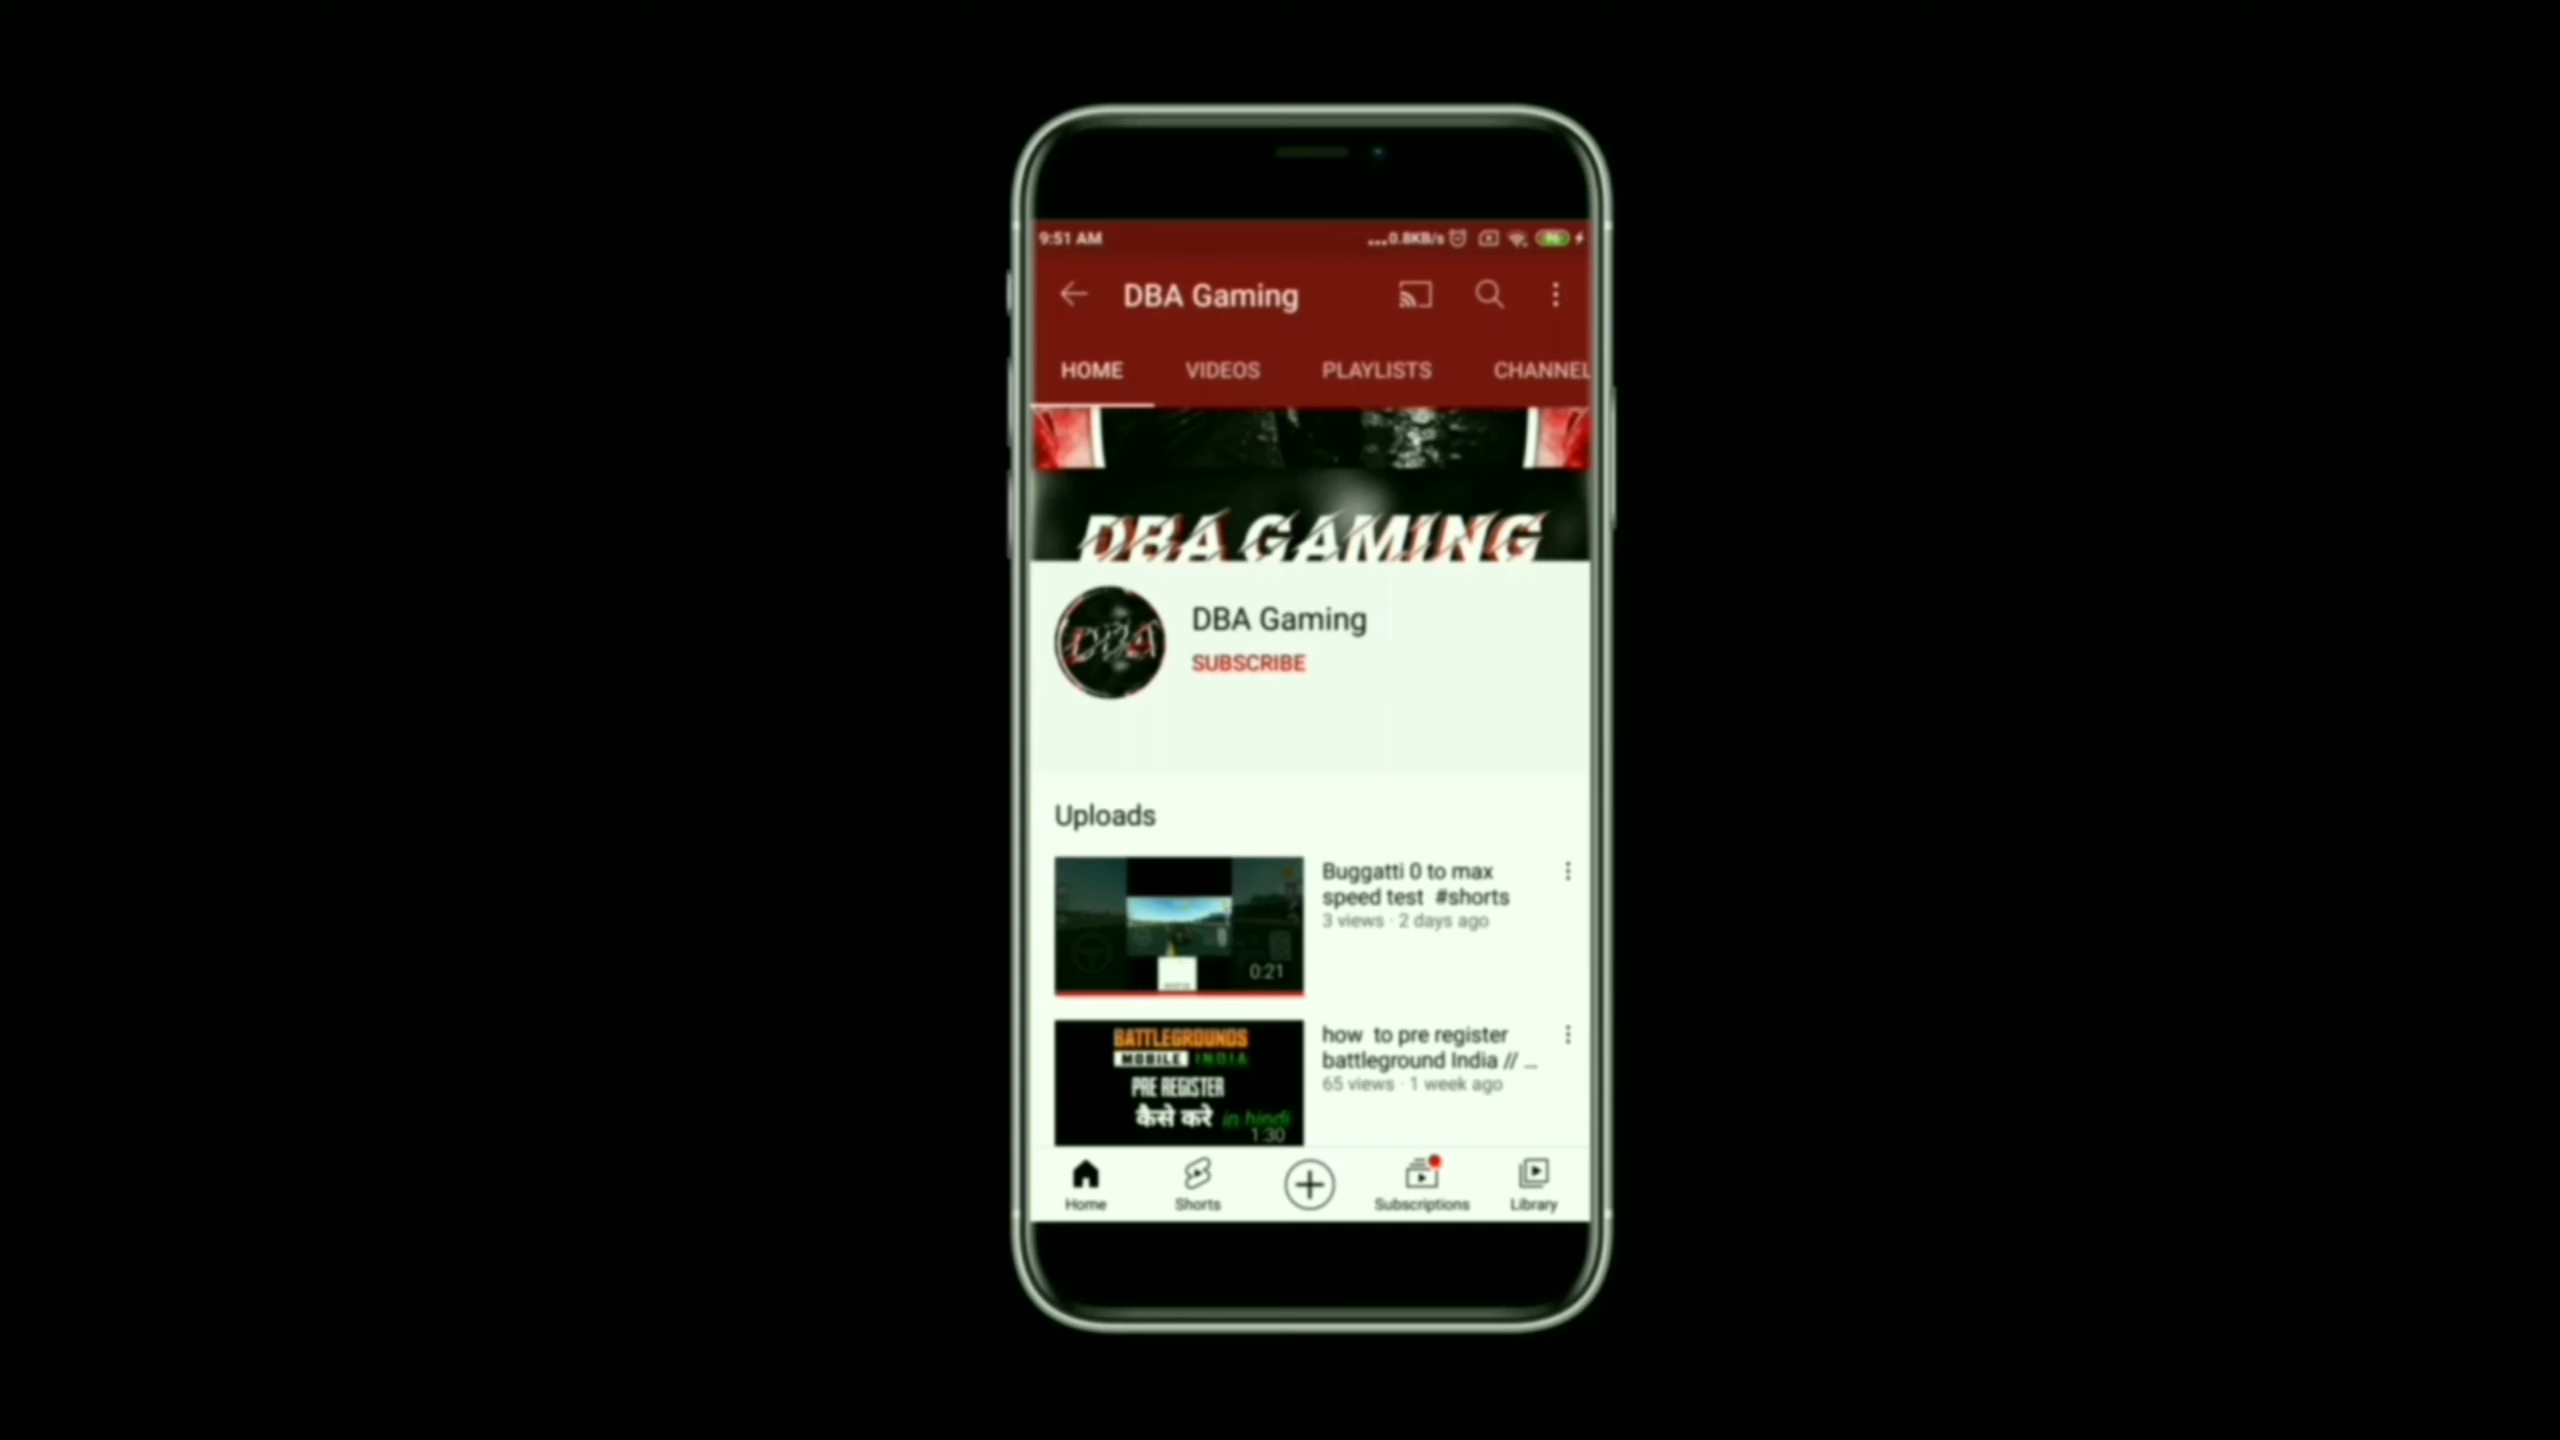 9:51 AM
...0.8KB/s
DBA Gaming
HOME VIDEOS PLAYLISTS CHANNEL
DBA GAMING
DBA
DBA Gaming
SUBSCRIBE
Uploads
Buggatti 0 to max
speed test #shorts
3 views · 2 days ago
0:21
BATTLEGROUNDS
MOBILE INDIA
PRE REGISTER
कैसे करे in hindi
1:30
how to pre register
battleground India // ...
65 views · 1 week ago
Home Shorts Subscriptions Library